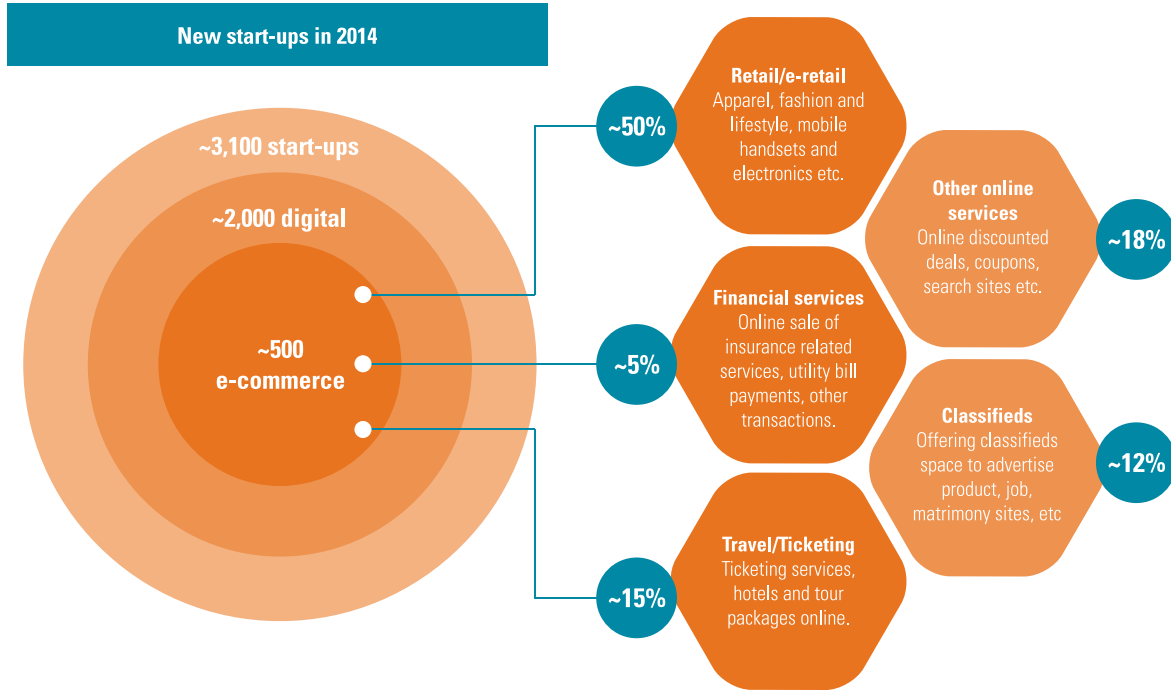 New start-ups in 2014
~3,100 start-ups
~2,000 digital
~500
e-commerce
~50%
Retail/e-retail
Apparel, fashion and
lifestyle, mobile
handsets and
electronics etc.
Other online
services
Online discounted
deals, coupons,
search sites etc.
~18%
~5%
Financial services
Online sale of
insurance related
services, utility bill
payments, other
transactions.
Classifieds
Offering classifieds
space to advertise
product, job,
matrimony sites, etc
~12%
~15%
Travel/Ticketing
Ticketing services,
hotels and tour
packages online.